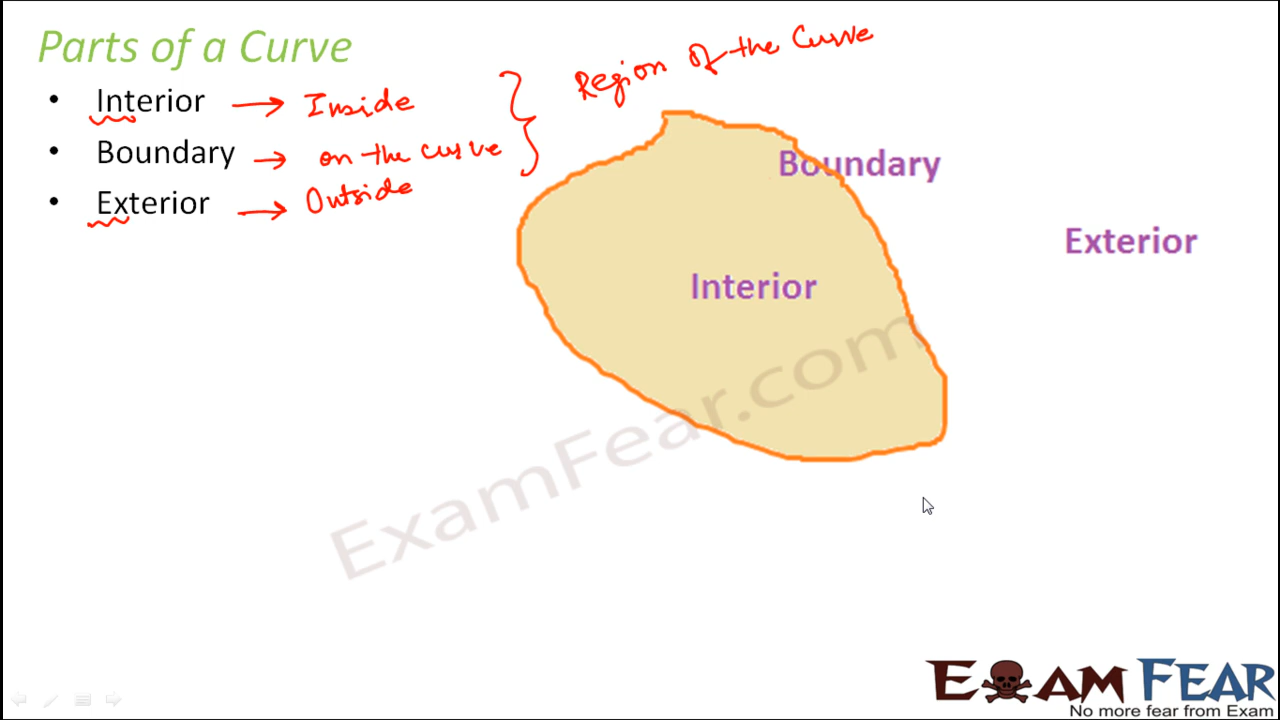 Parts of a Curve
• Interior → Inside
• Boundary → on the curve
• Exterior → Outside
Region of the Curve
Boundary
Exterior
Interior
ExamFear.com
EXAM FEAR
No more fear from Exam